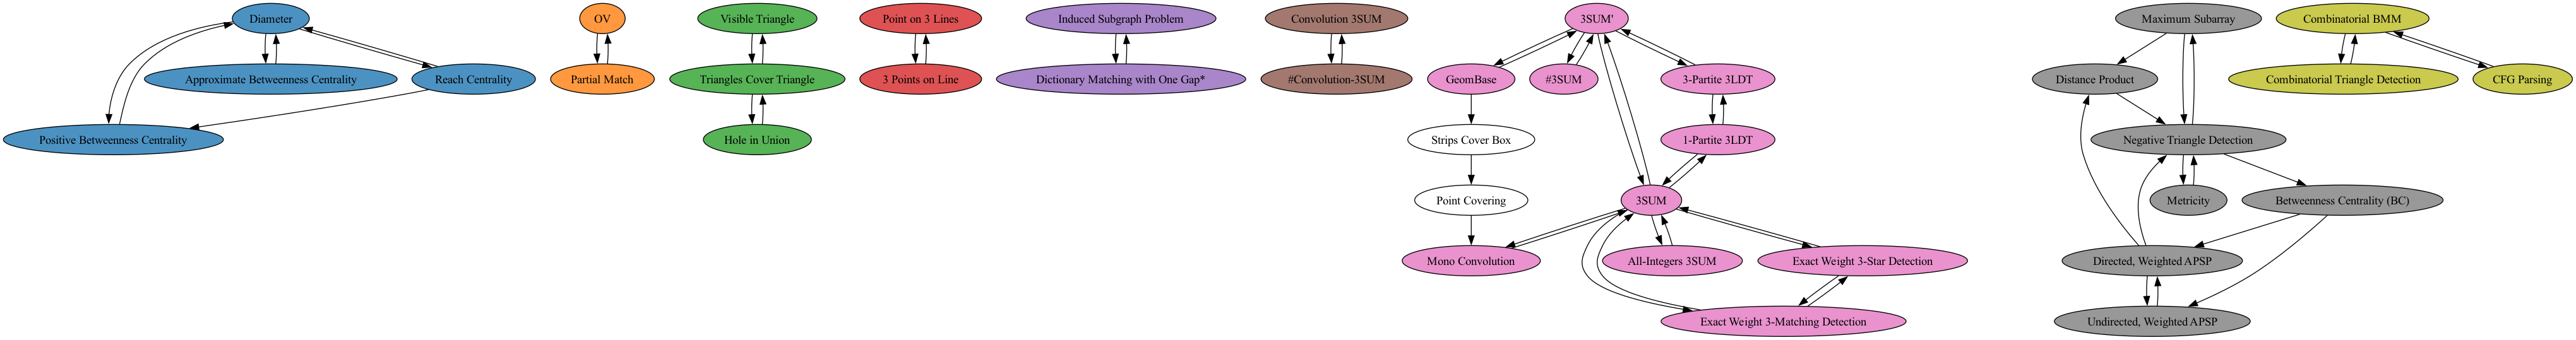 Diameter
OV
Visible Triangle
Point on 3 Lines
Induced Subgraph Problem
Convolution 3SUM
3SUM'
Maximum Subarray
Combinatorial BMM
Approximate Betweenness Centrality
Reach Centrality
Partial Match
Triangles Cover Triangle
3 Points on Line
Dictionary Matching with One Gap*
#Convolution-3SUM
GeomBase
#3SUM
3-Partite 3LDT
Distance Product
Combinatorial Triangle Detection
CFG Parsing
Positive Betweenness Centrality
Hole in Union
Strips Cover Box
1-Partite 3LDT
Negative Triangle Detection
Point Covering
3SUM
Metricity
Betweenness Centrality (BC)
Mono Convolution
All-Integers 3SUM
Exact Weight 3-Star Detection
Directed, Weighted APSP
Exact Weight 3-Matching Detection
Undirected, Weighted APSP